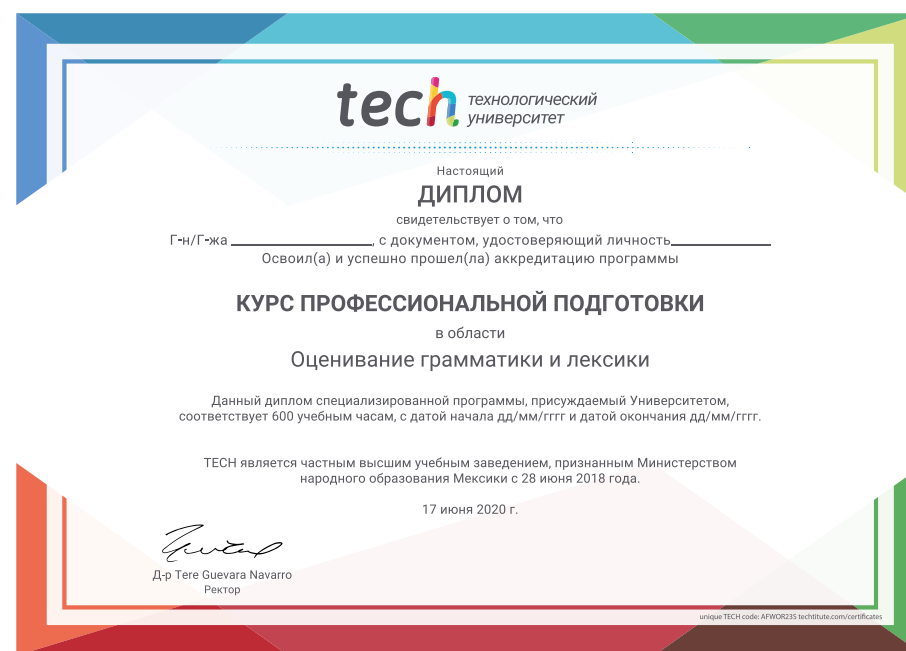 tech технологический
университет
Настоящий
ДИПЛОМ
свидетельствует о том, что
Г-н/Г-жа , с документом, удостоверяющий личность
Освоил(а) и успешно прошел(ла) аккредитацию программы
КУРС ПРОФЕССИОНАЛЬНОЙ ПОДГОТОВКИ
в области
Оценивание грамматики и лексики
Данный диплом специализированной программы, присуждаемый Университетом,
соответствует 600 учебным часам, с датой начала дд/мм/гггг и датой окончания дд/мм/гггг.
TECH является частным высшим учебным заведением, признанным Министерством
народного образования Мексики с 28 июня 2018 года.
17 июня 2020 г.
Д-р Tere Guevara Navarro
Ректор
unique TECH code: AFWOR23S techtitute.com/certificates